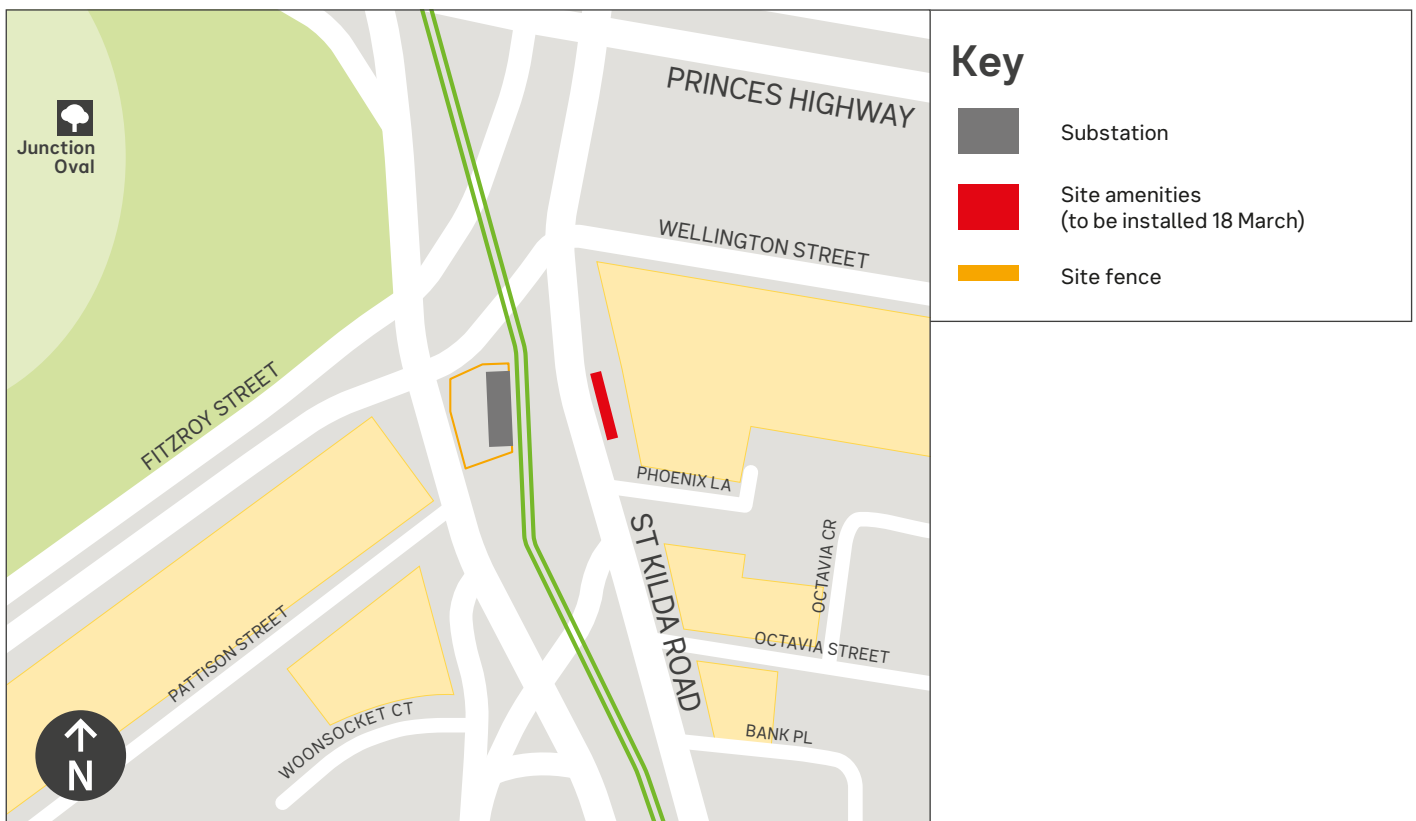 Junction
Oval
PRINCES HIGHWAY
WELLINGTON STREET
FITZROY STREET
PHOENIX LA
ST KILDA ROAD
OCTAVIA CR
OCTAVIA STREET
PATTISON STREET
WOONSOCKET CT
BANK PL
N
Key
Substation
Site amenities
(to be installed 18 March)
Site fence